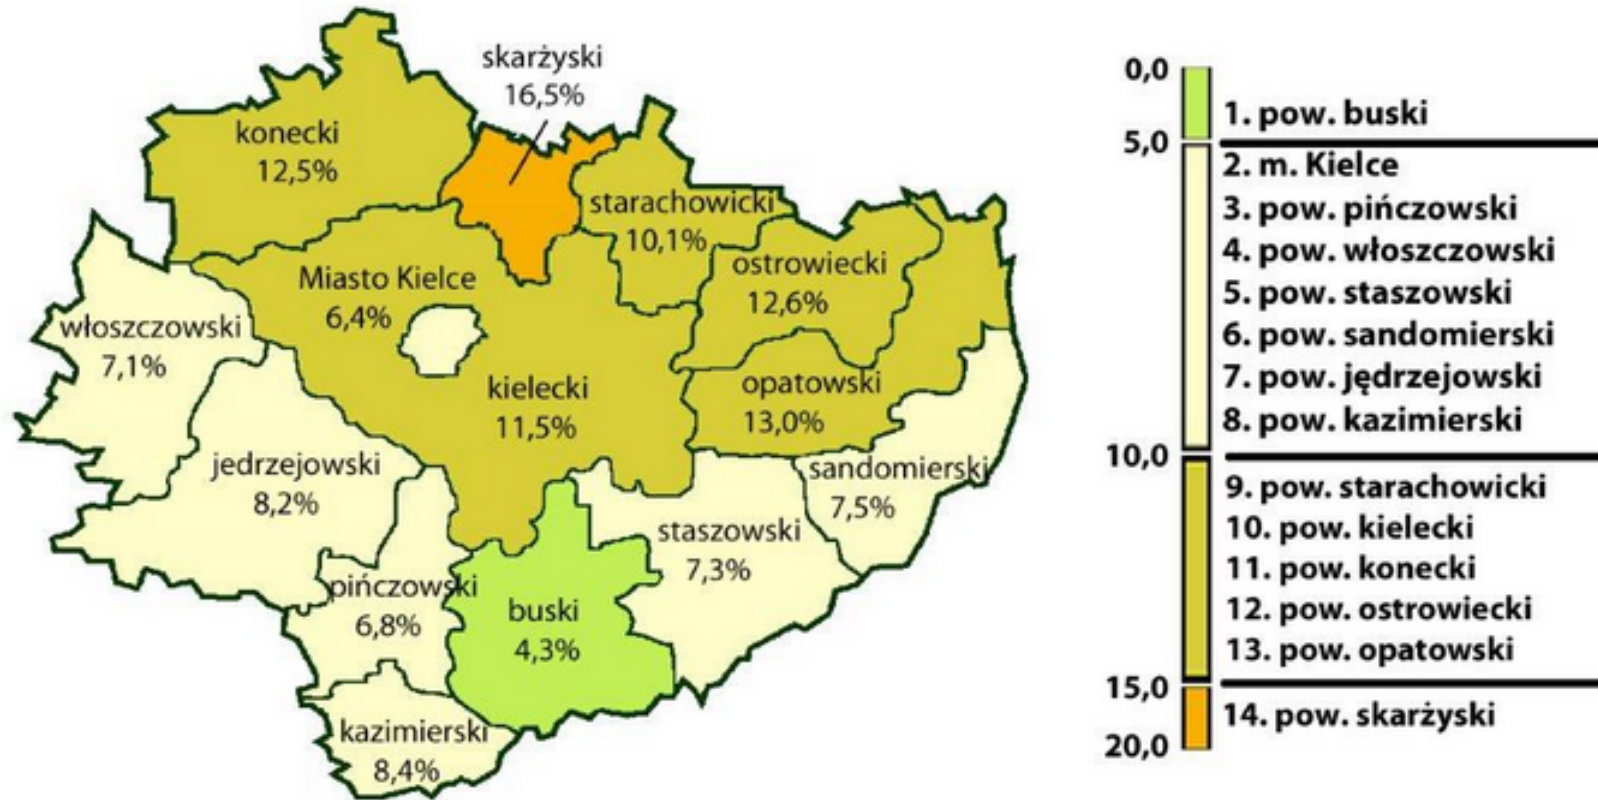 skarżyski
16,5%
konecki
12,5%
starachowicki
10,1%
ostrowiecki
12,6%
Miasto Kielce
6,4%
włoszczowski
7,1%
kielecki
11,5%
opatowski
13,0%
jedrzejowski
8,2%
sandomierski
7,5%
staszowski
7,3%
pińczowski
6,8%
buski
4,3%
kazimierski
8,4%
0,0
1. pow. buski
5,0
2. m. Kielce
3. pow. pińczowski
4. pow. włoszczowski
5. pow. staszowski
6. pow. sandomierski
7. pow. jędrzejowski
8. pow. kazimierski
10,0
9. pow. starachowicki
10. pow. kielecki
11. pow. konecki
12. pow. ostrowiecki
13. pow. opatowski
15,0
14. pow. skarżyski
20,0